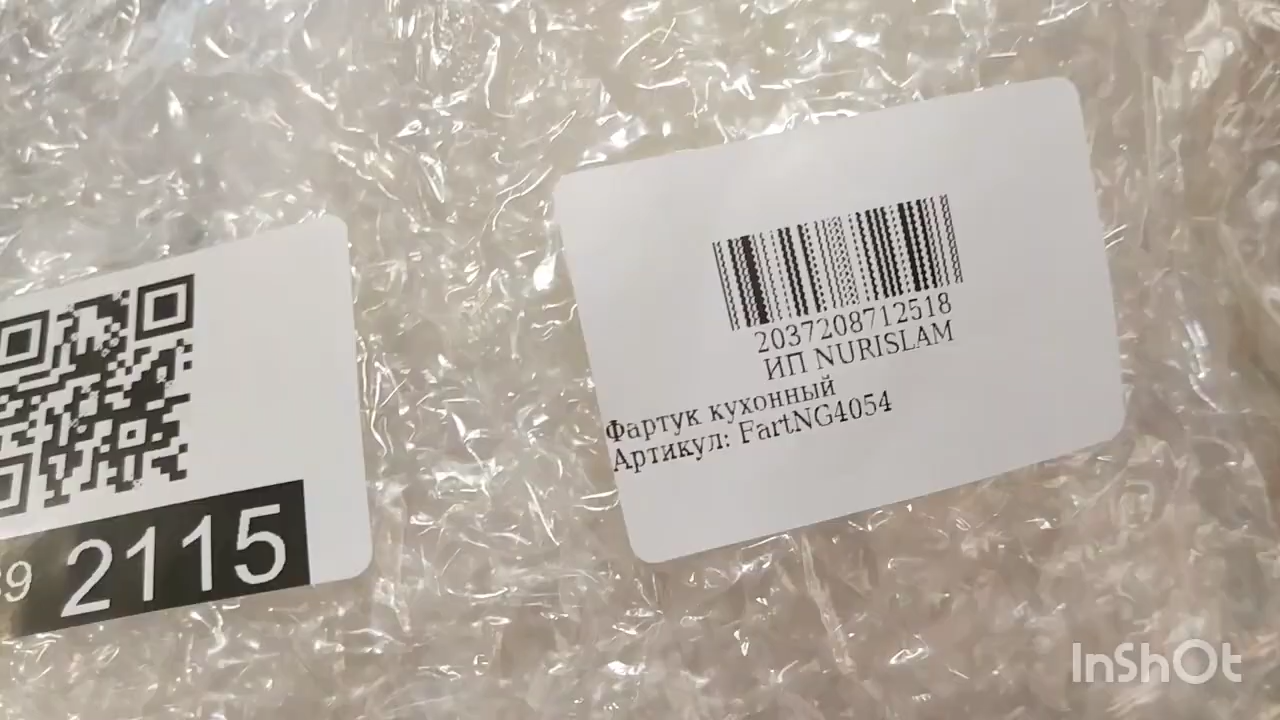 2115
2037208712518
ИП NURISLAM
Фартук кухонный
Артикул: FartNG4054
InShOt